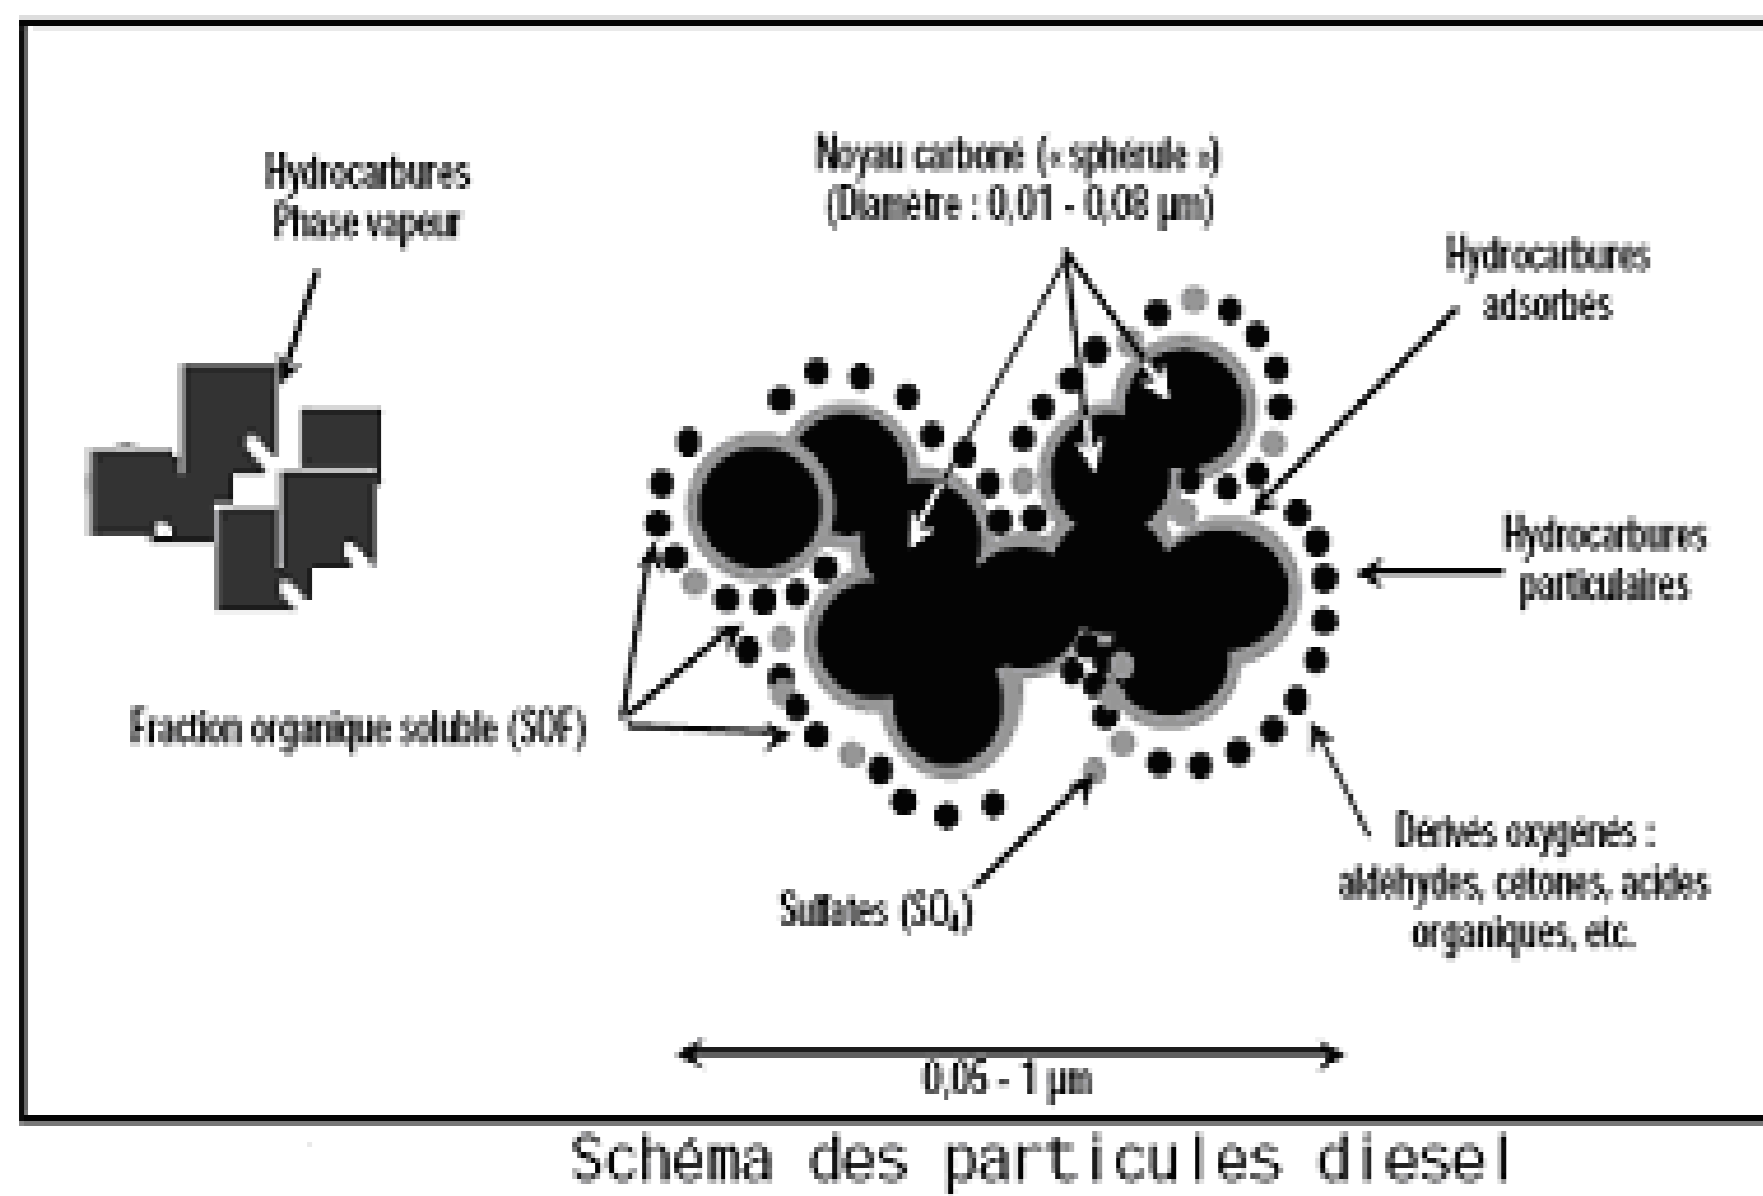 Hydrocarbures
Phase vapeur
Noyau carboné (« sphérule »)
(Diamètre : 0,01 - 0,08 µm)
Hydrocarbures
adsorbés
Hydrocarbures
particulaires
Fraction organique soluble (SOF)
Sulfates (SO₄)
Dérivés oxygénés :
aldéhydes, cétones, acides
organiques, etc.
0,05 - 1 µm
Schéma des particules diesel